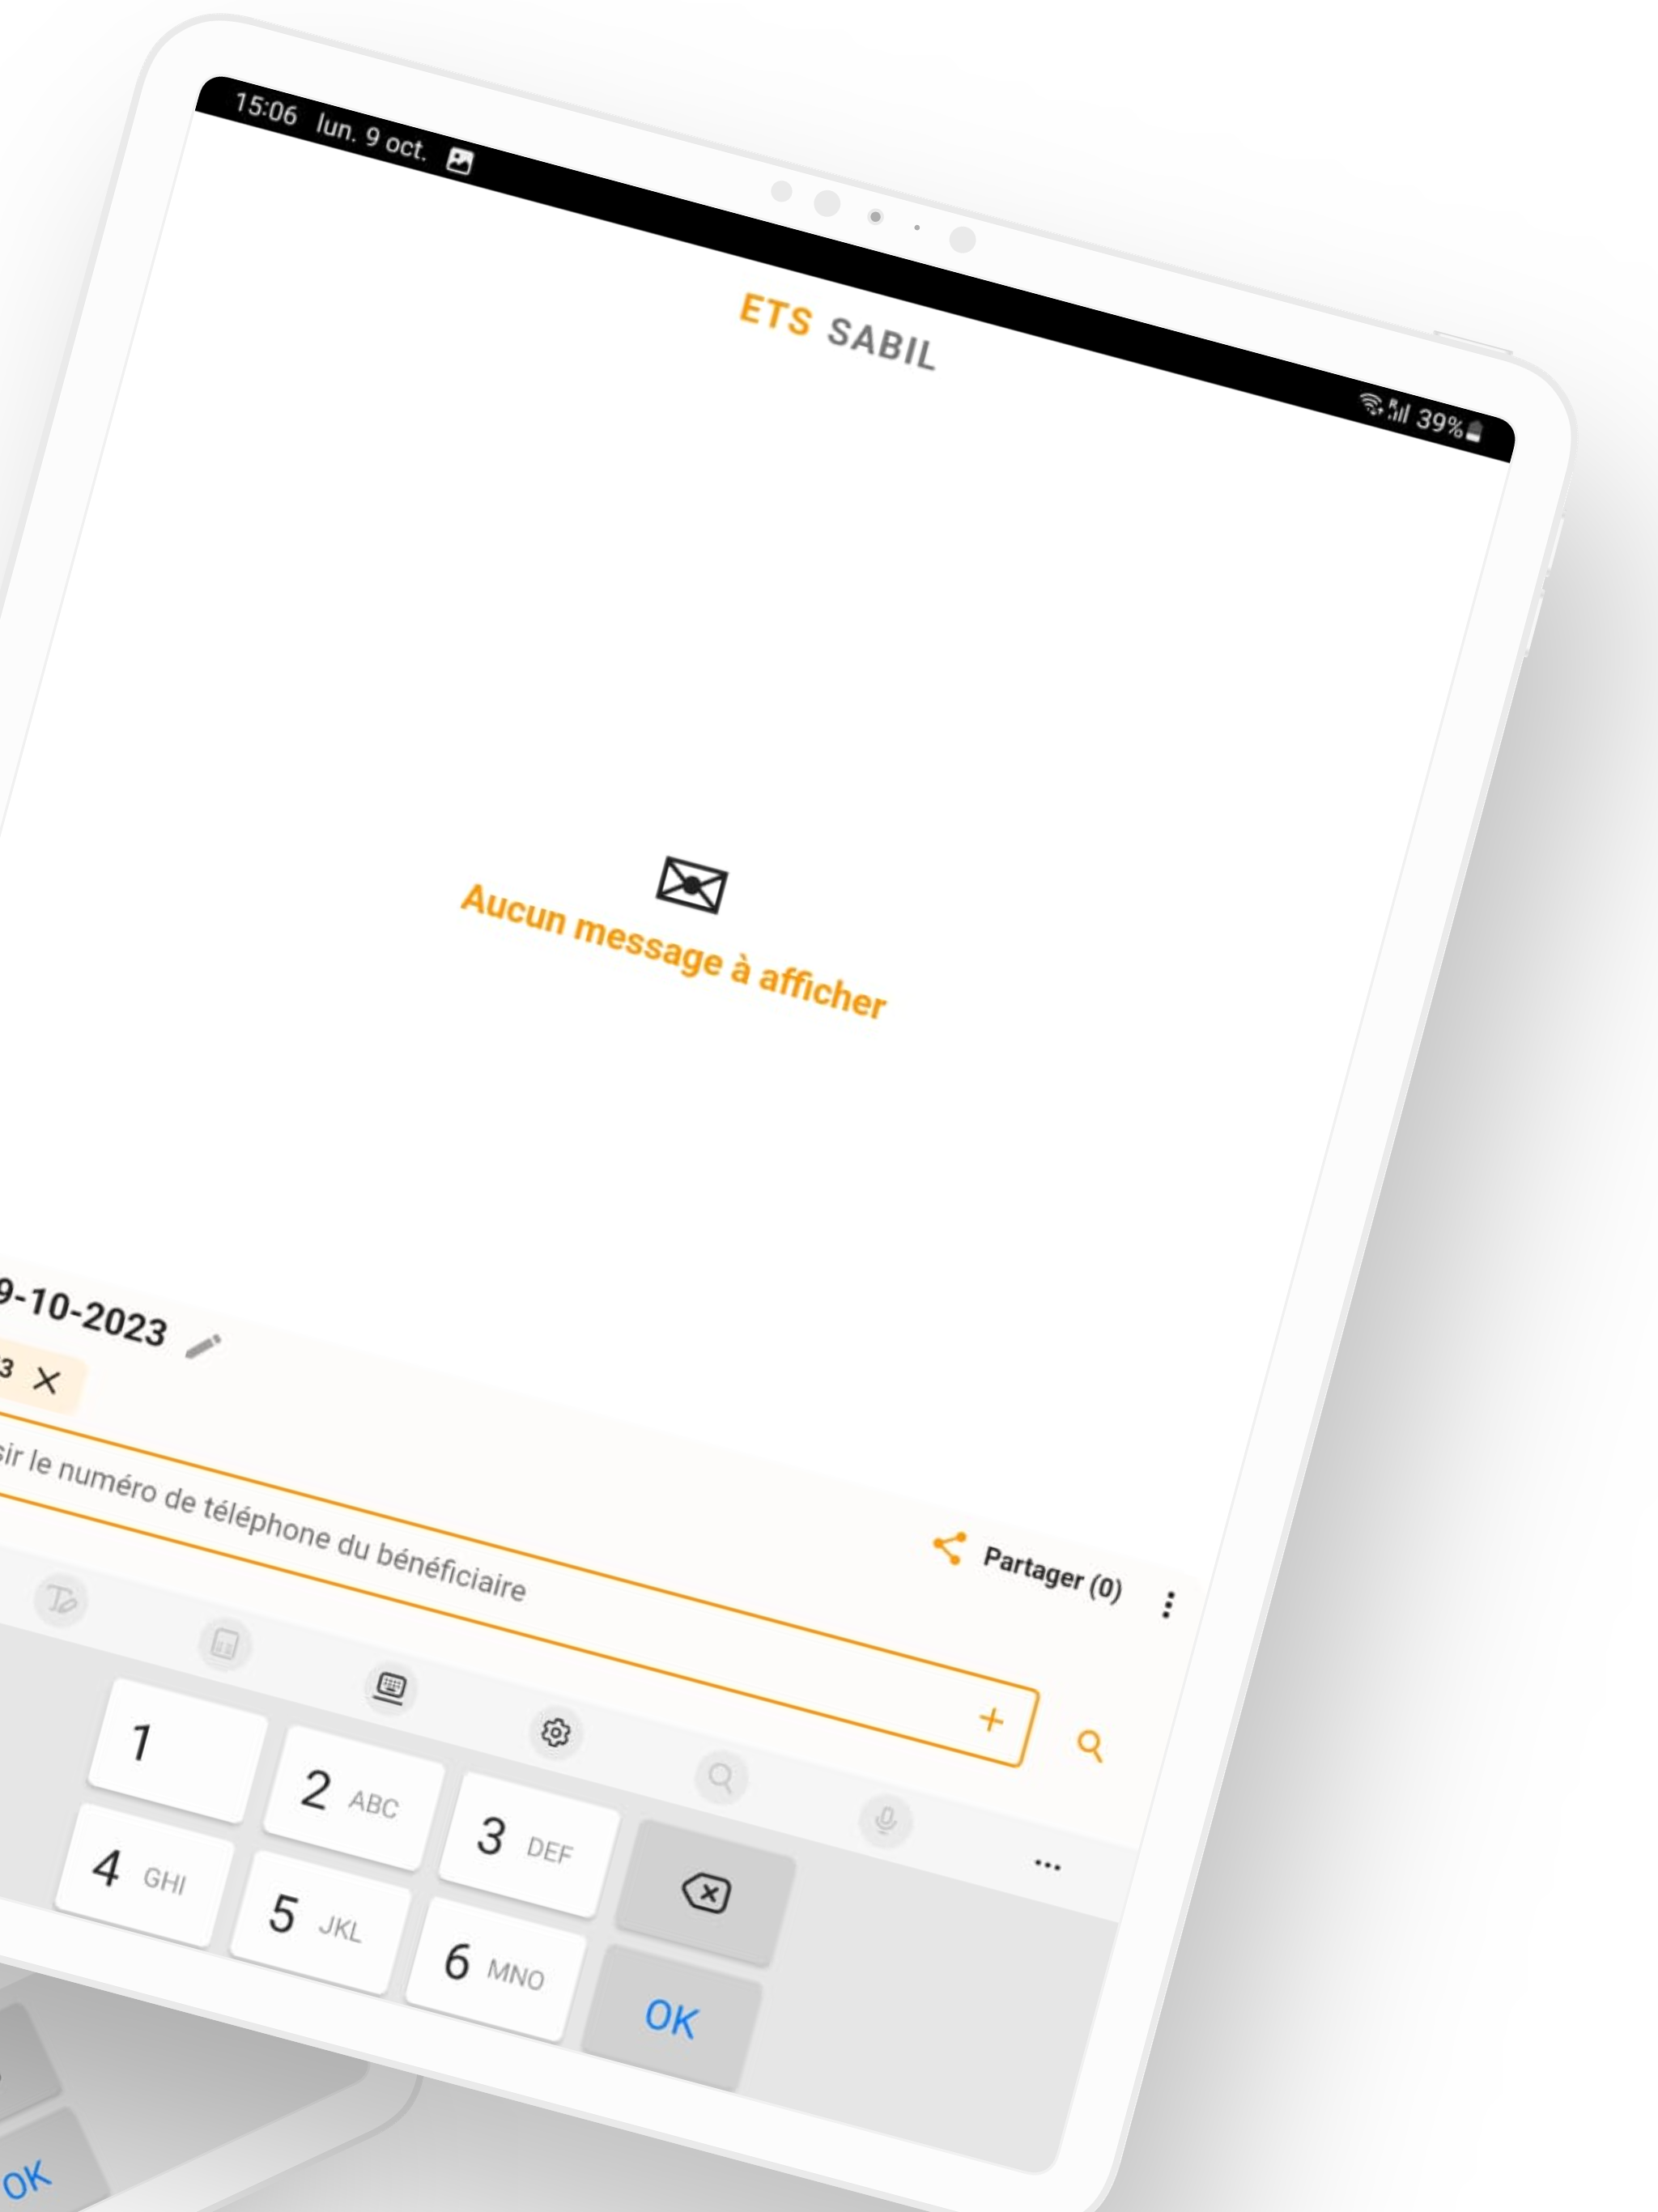 15:06 lun. 9 oct.
39%
ETS SABIL
Aucun message à afficher
9-10-2023
3
Partager (0)
sir le numéro de téléphone du bénéficiaire
1
2 ABC
3 DEF
4 GHI
5 JKL
6 MNO
OK
OK